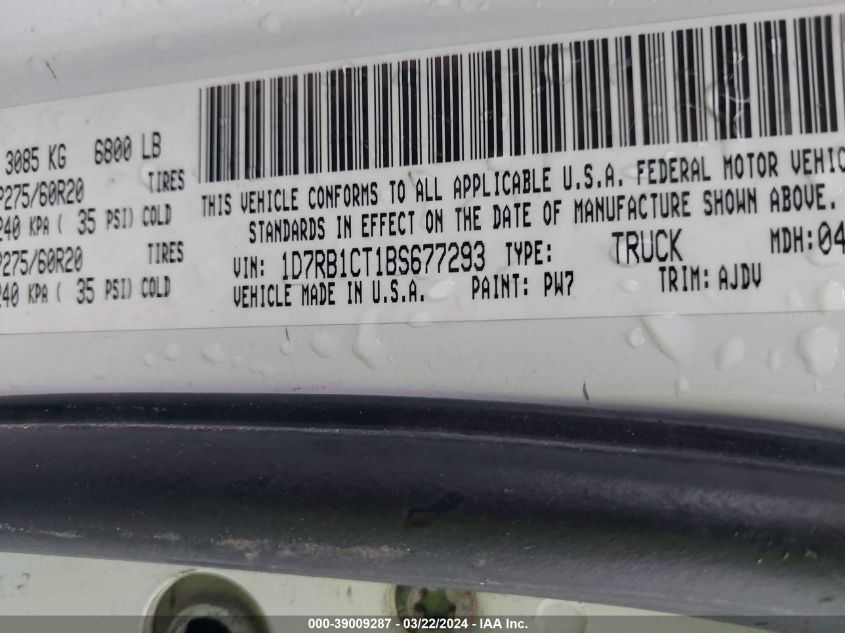 3085 KG 6800 LB
P275/60R20 TIRES
240 KPA ( 35 PSI) COLD
P275/60R20 TIRES
240 KPA ( 35 PSI) COLD
THIS VEHICLE CONFORMS TO ALL APPLICABLE U.S.A. FEDERAL MOTOR VEHIC
STANDARDS IN EFFECT ON THE DATE OF MANUFACTURE SHOWN ABOVE.
VIN: 1D7RB1CT1BS677293 TYPE: TRUCK MDH:04
VEHICLE MADE IN U.S.A. PAINT: PW7 TRIM: AJDV
000-39009287 - 03/22/2024 - IAA Inc.